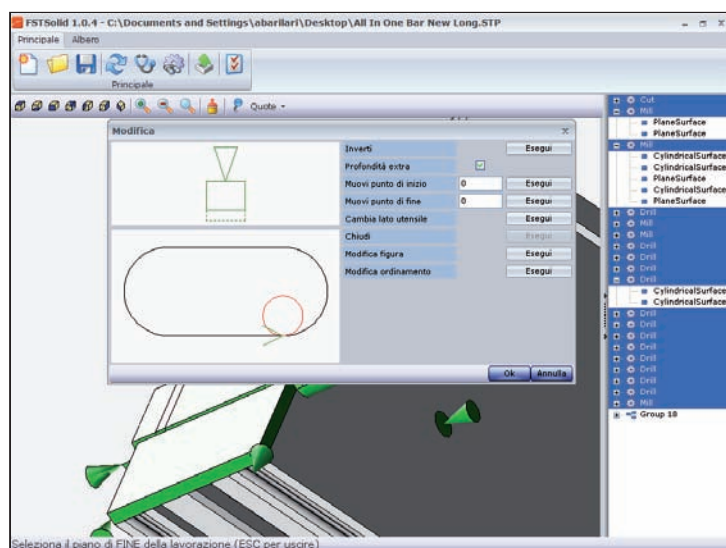 FSTSolid 1.0.4 - C:\Documents and Settings\abarilari\Desktop\All In One Bar New Long.STP
Principale Albero
Principale
Quote
Modifica
Inverti Esegui
Profondità extra
Muovi punto di inizio 0 Esegui
Muovi punto di fine 0 Esegui
Cambia lato utensile Esegui
Chiudi Esegui
Modifica figura Esegui
Modifica ordinamento Esegui
Ok Annulla
Cut
Mill
PlaneSurface
PlaneSurface
Mill
CylindricalSurface
CylindricalSurface
PlaneSurface
CylindricalSurface
PlaneSurface
Drill
Mill
Drill
Drill
Drill
Drill
Drill
CylindricalSurface
CylindricalSurface
Drill
Drill
Drill
Drill
Drill
Drill
Drill
Mill
Group 18
Seleziona il piano di FINE della lavorazione (ESC per uscire)